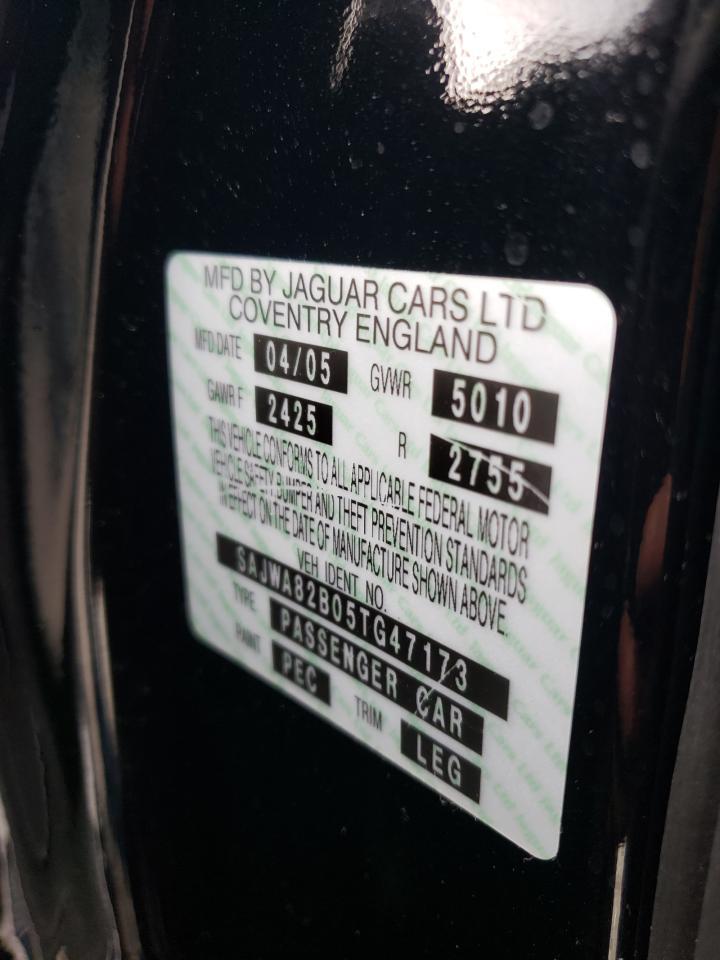 MFD BY JAGUAR CARS LTD
COVENTRY ENGLAND
MFD DATE 04/05 GVWR 5010
GAWR F 2425 R 2755
THIS VEHICLE CONFORMS TO ALL APPLICABLE FEDERAL MOTOR
VEHICLE SAFETY BUMPER AND THEFT PREVENTION STANDARDS
IN EFFECT ON THE DATE OF MANUFACTURE SHOWN ABOVE.
VEH IDENT NO.
SAJWA82B05TG47173
TYPE PASSENGER CAR
PAINT PEC TRIM LEG